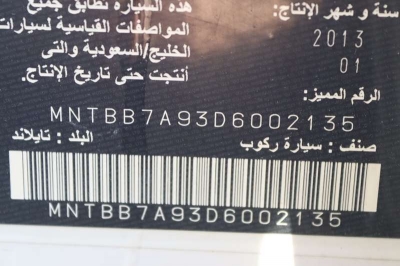 سنة و شهر الإنتاج:
2013
01
هذه السيارة تطابق جميع
المواصفات القياسية لسيارات
الخليج/السعودية والتى
أنتجت حتى تاريخ الإنتاج.
الرقم المميز:
MNTBB7A93D6002135
صنف : سيارة ركوب
البلد : تايلاند
MNTBB7A93D6002135